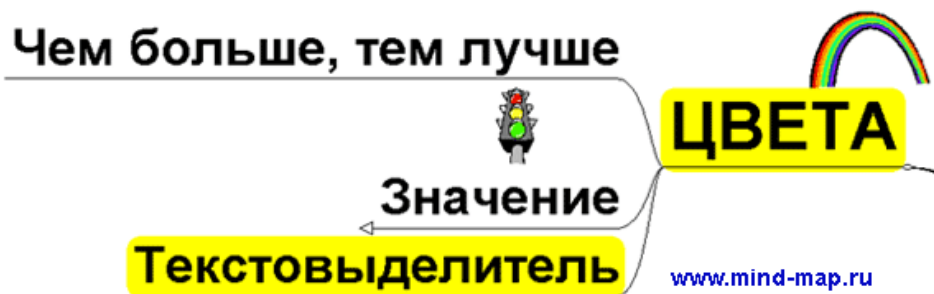 Чем больше, тем лучше
ЦВЕТА
Значение
Текстовыделитель
www.mind-map.ru